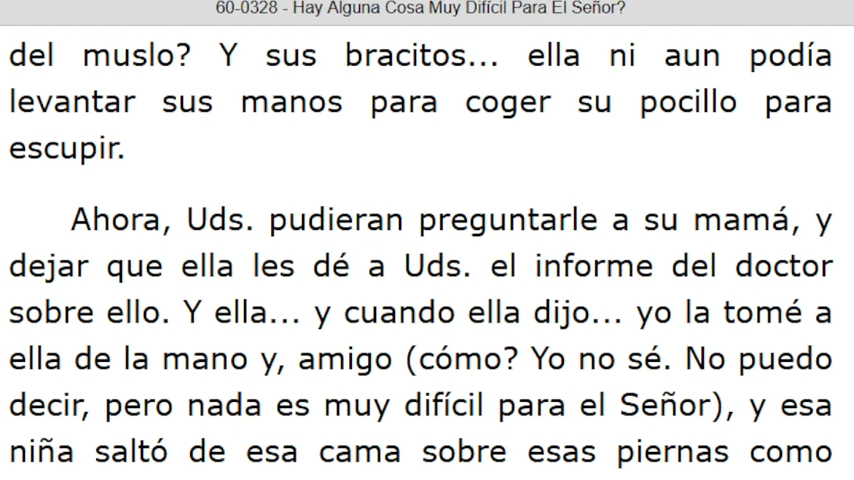 60-0328 - Hay Alguna Cosa Muy Difícil Para El Señor?
del muslo? Y sus bracitos... ella ni aun podía
levantar sus manos para coger su pocillo para
escupir.
Ahora, Uds. pudieran preguntarle a su mamá, y
dejar que ella les dé a Uds. el informe del doctor
sobre ello. Y ella... y cuando ella dijo... yo la tomé a
ella de la mano y, amigo (cómo? Yo no sé. No puedo
decir, pero nada es muy difícil para el Señor), y esa
niña saltó de esa cama sobre esas piernas como